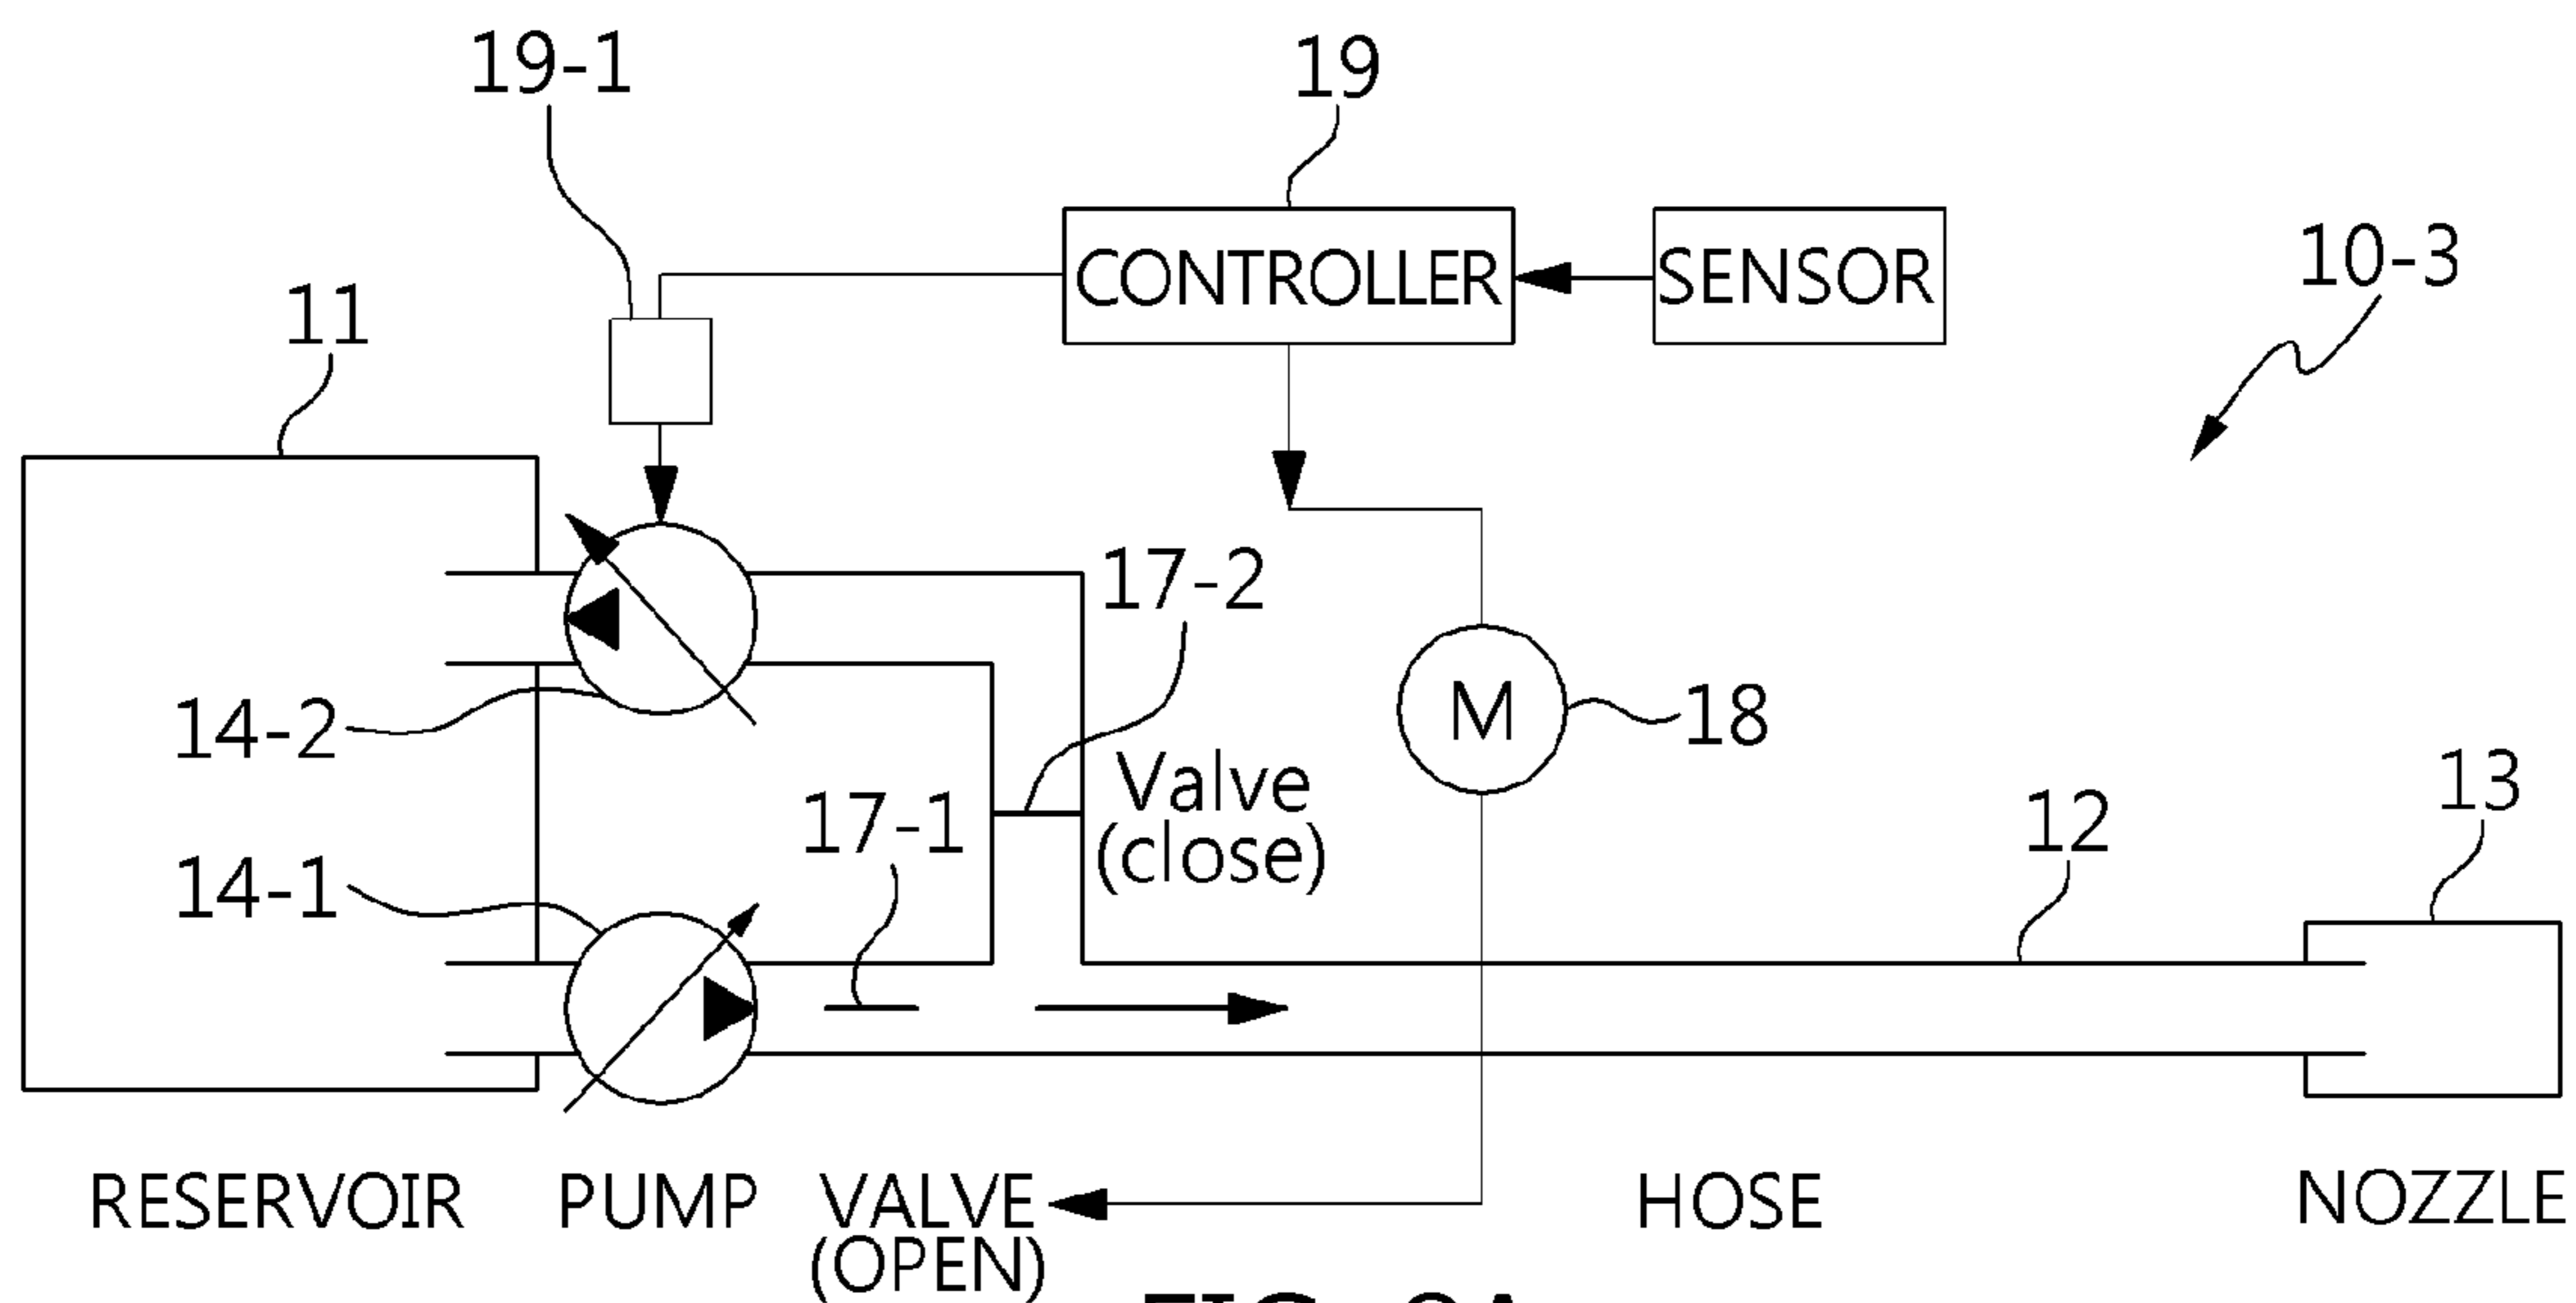 19-1
19
CONTROLLER
SENSOR
10-3
11
17-2
14-2
M
18
Valve
(close)
17-1
14-1
12
13
RESERVOIR
PUMP
VALVE
(OPEN)
HOSE
NOZZLE